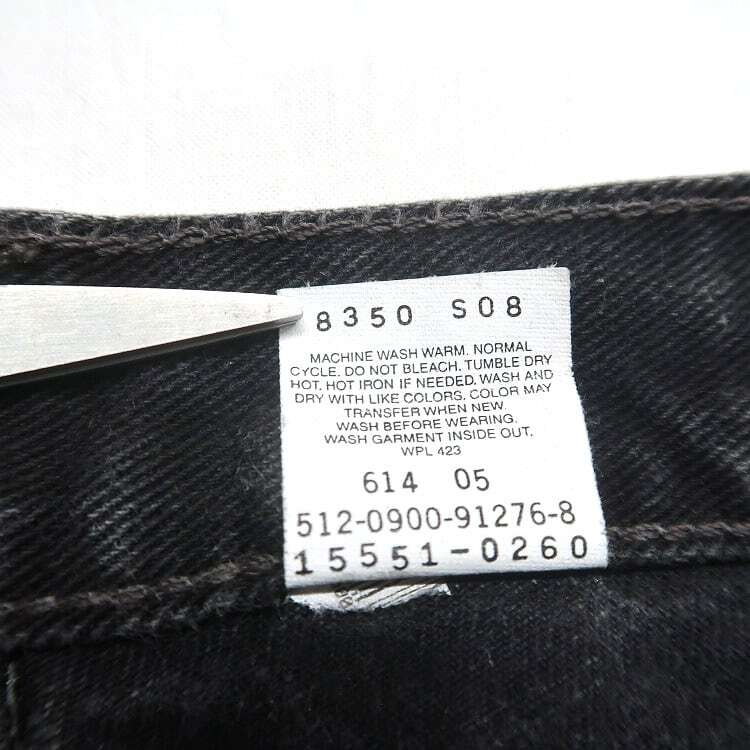 8350 S08
MACHINE WASH WARM. NORMAL
CYCLE. DO NOT BLEACH. TUMBLE DRY
HOT. HOT IRON IF NEEDED. WASH AND
DRY WITH LIKE COLORS. COLOR MAY
TRANSFER WHEN NEW.
WASH BEFORE WEARING.
WASH GARMENT INSIDE OUT.
WPL 423
614 05
512-0900-91276-8
15551-0260